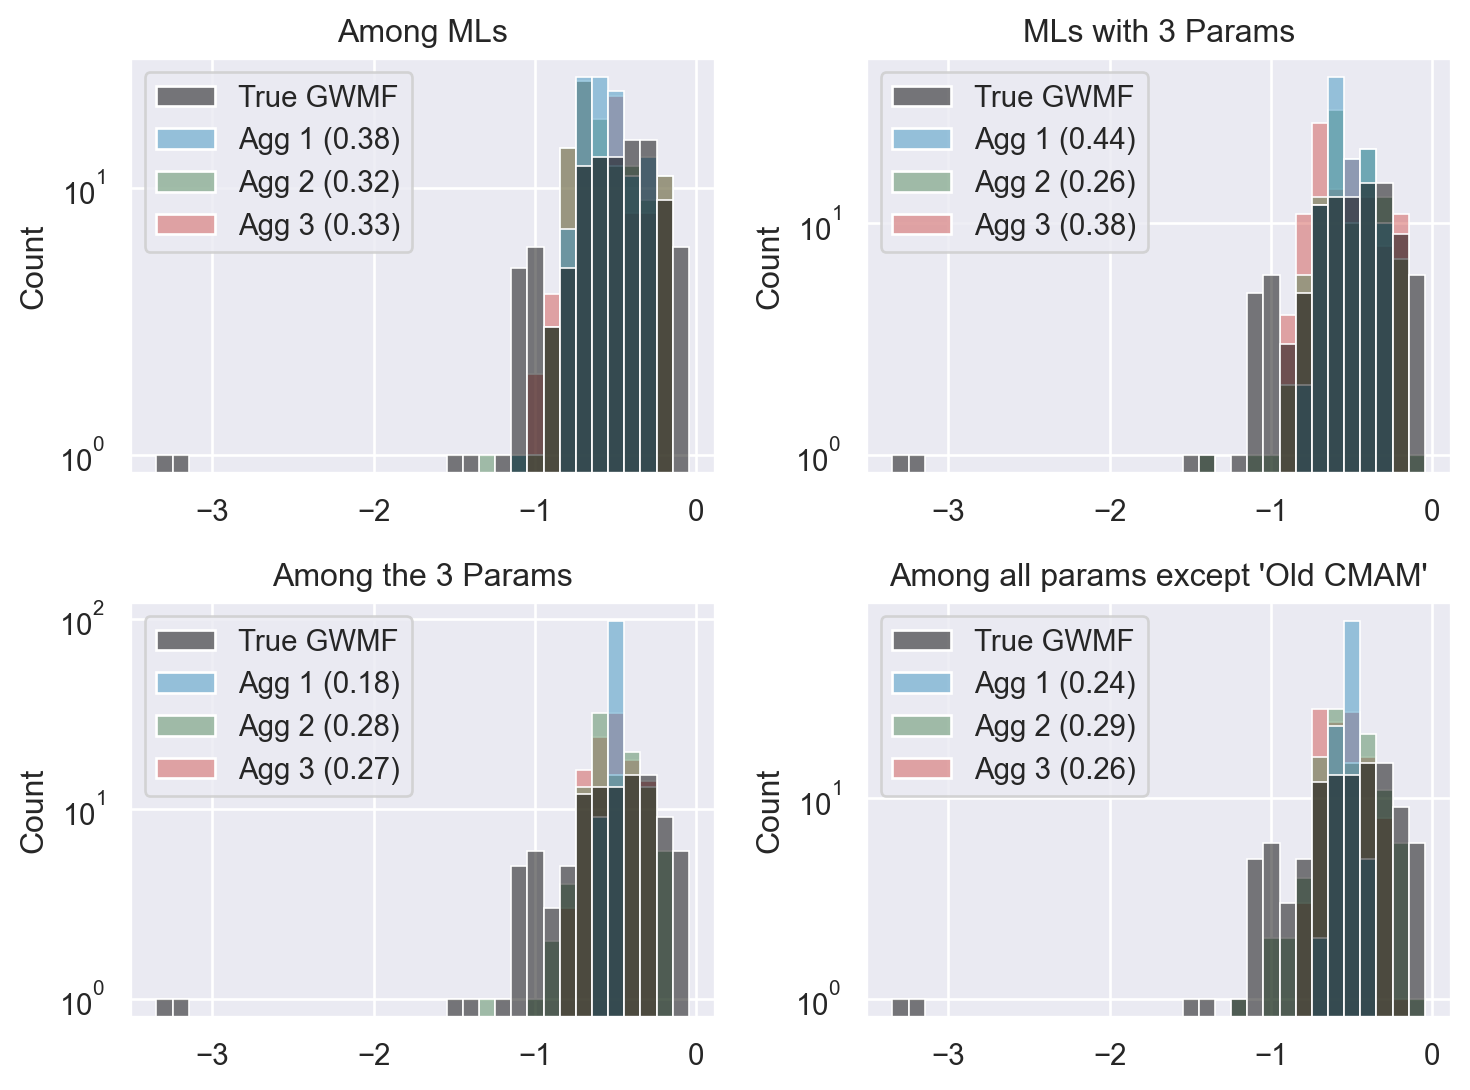 Among MLs
True GWMF
Agg 1 (0.38)
Agg 2 (0.32)
Agg 3 (0.33)
Count
10^1
10^0
−3 −2 −1 0
MLs with 3 Params
True GWMF
Agg 1 (0.44)
Agg 2 (0.26)
Agg 3 (0.38)
Count
10^1
10^0
−3 −2 −1 0
Among the 3 Params
True GWMF
Agg 1 (0.18)
Agg 2 (0.28)
Agg 3 (0.27)
Count
10^2
10^1
10^0
−3 −2 −1 0
Among all params except 'Old CMAM'
True GWMF
Agg 1 (0.24)
Agg 2 (0.29)
Agg 3 (0.26)
Count
10^1
10^0
−3 −2 −1 0